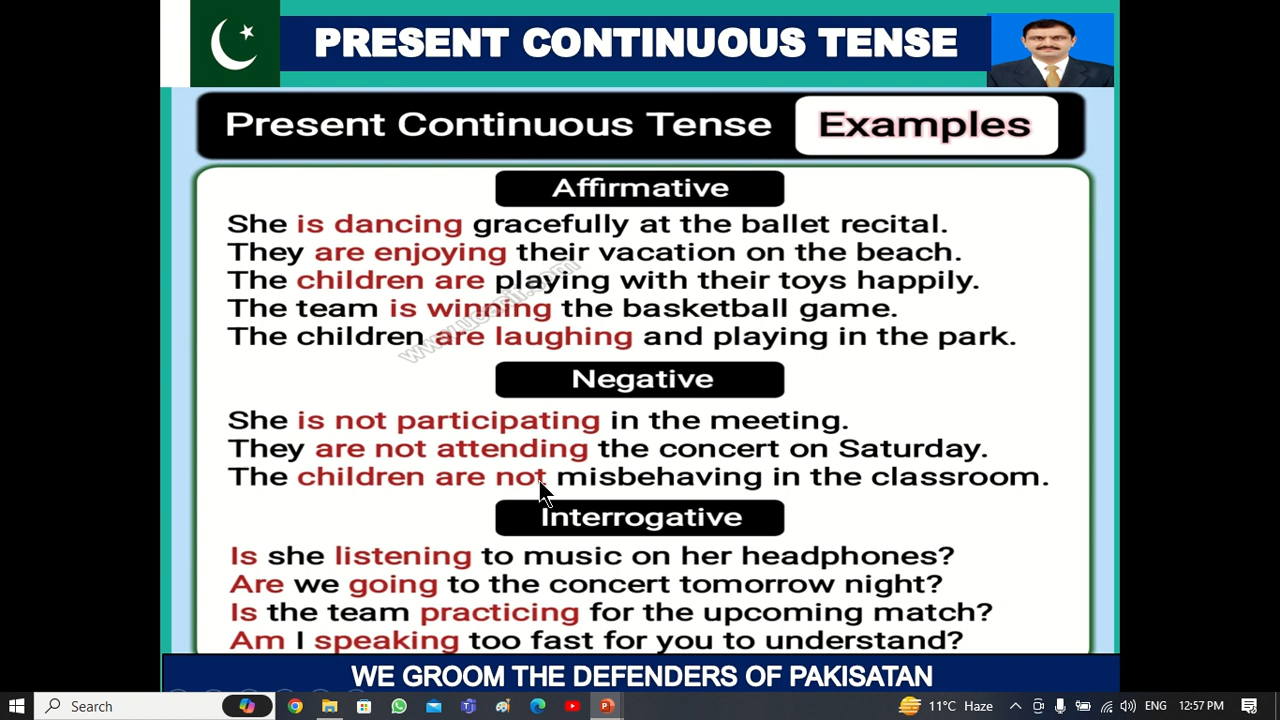 PRESENT CONTINUOUS TENSE
Present Continuous Tense Examples
Affirmative
She is dancing gracefully at the ballet recital.
They are enjoying their vacation on the beach.
The children are playing with their toys happily.
The team is winning the basketball game.
The children are laughing and playing in the park.
Negative
She is not participating in the meeting.
They are not attending the concert on Saturday.
The children are not misbehaving in the classroom.
Interrogative
Is she listening to music on her headphones?
Are we going to the concert tomorrow night?
Is the team practicing for the upcoming match?
Am I speaking too fast for you to understand?
WE GROOM THE DEFENDERS OF PAKISATAN
Search
11°C Haze
ENG
12:57 PM